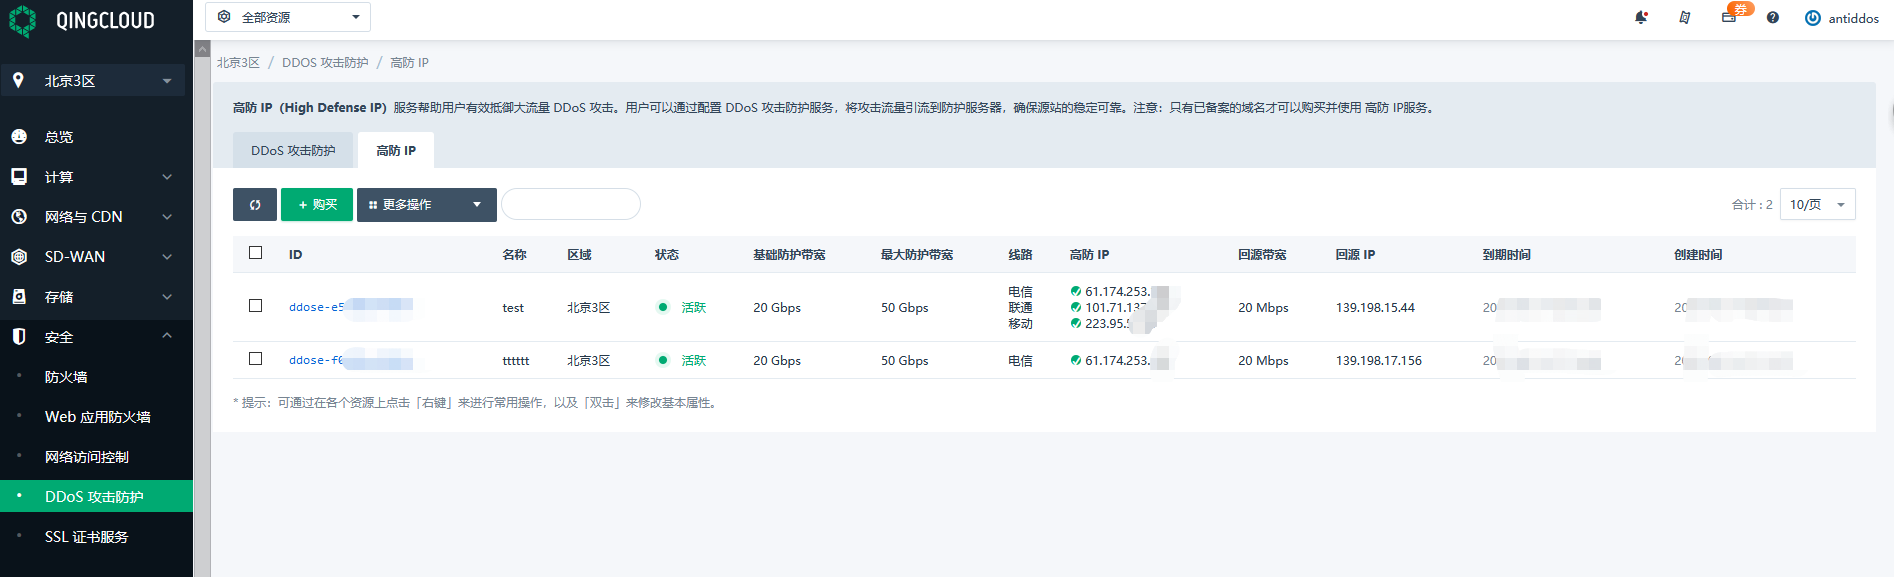 QINGCLOUD
全部资源
券
antiddos
北京3区
总览
计算
网络与 CDN
SD-WAN
存储
安全
防火墙
Web 应用防火墙
网络访问控制
DDoS 攻击防护
SSL 证书服务
北京3区 / DDOS 攻击防护 / 高防 IP
高防 IP（High Defense IP）服务帮助用户有效抵御大流量 DDoS 攻击。用户可以通过配置 DDoS 攻击防护服务，将攻击流量引流到防护服务器，确保源站的稳定可靠。注意：只有已备案的域名才可以购买并使用 高防 IP服务。
DDoS 攻击防护 高防 IP
+ 购买 更多操作 合计 : 2 10/页
ID 名称 区域 状态 基础防护带宽 最大防护带宽 线路 高防 IP 回源带宽 回源 IP 到期时间 创建时间
ddose-e5 test 北京3区 活跃 20 Gbps 50 Gbps 电信 61.174.253. 20 Mbps 139.198.15.44 20 20
联通 101.71.137
移动 223.95.
ddose-f0 tttttt 北京3区 活跃 20 Gbps 50 Gbps 电信 61.174.253. 20 Mbps 139.198.17.156 20 2
* 提示：可通过在各个资源上点击「右键」来进行常用操作，以及「双击」来修改基本属性。